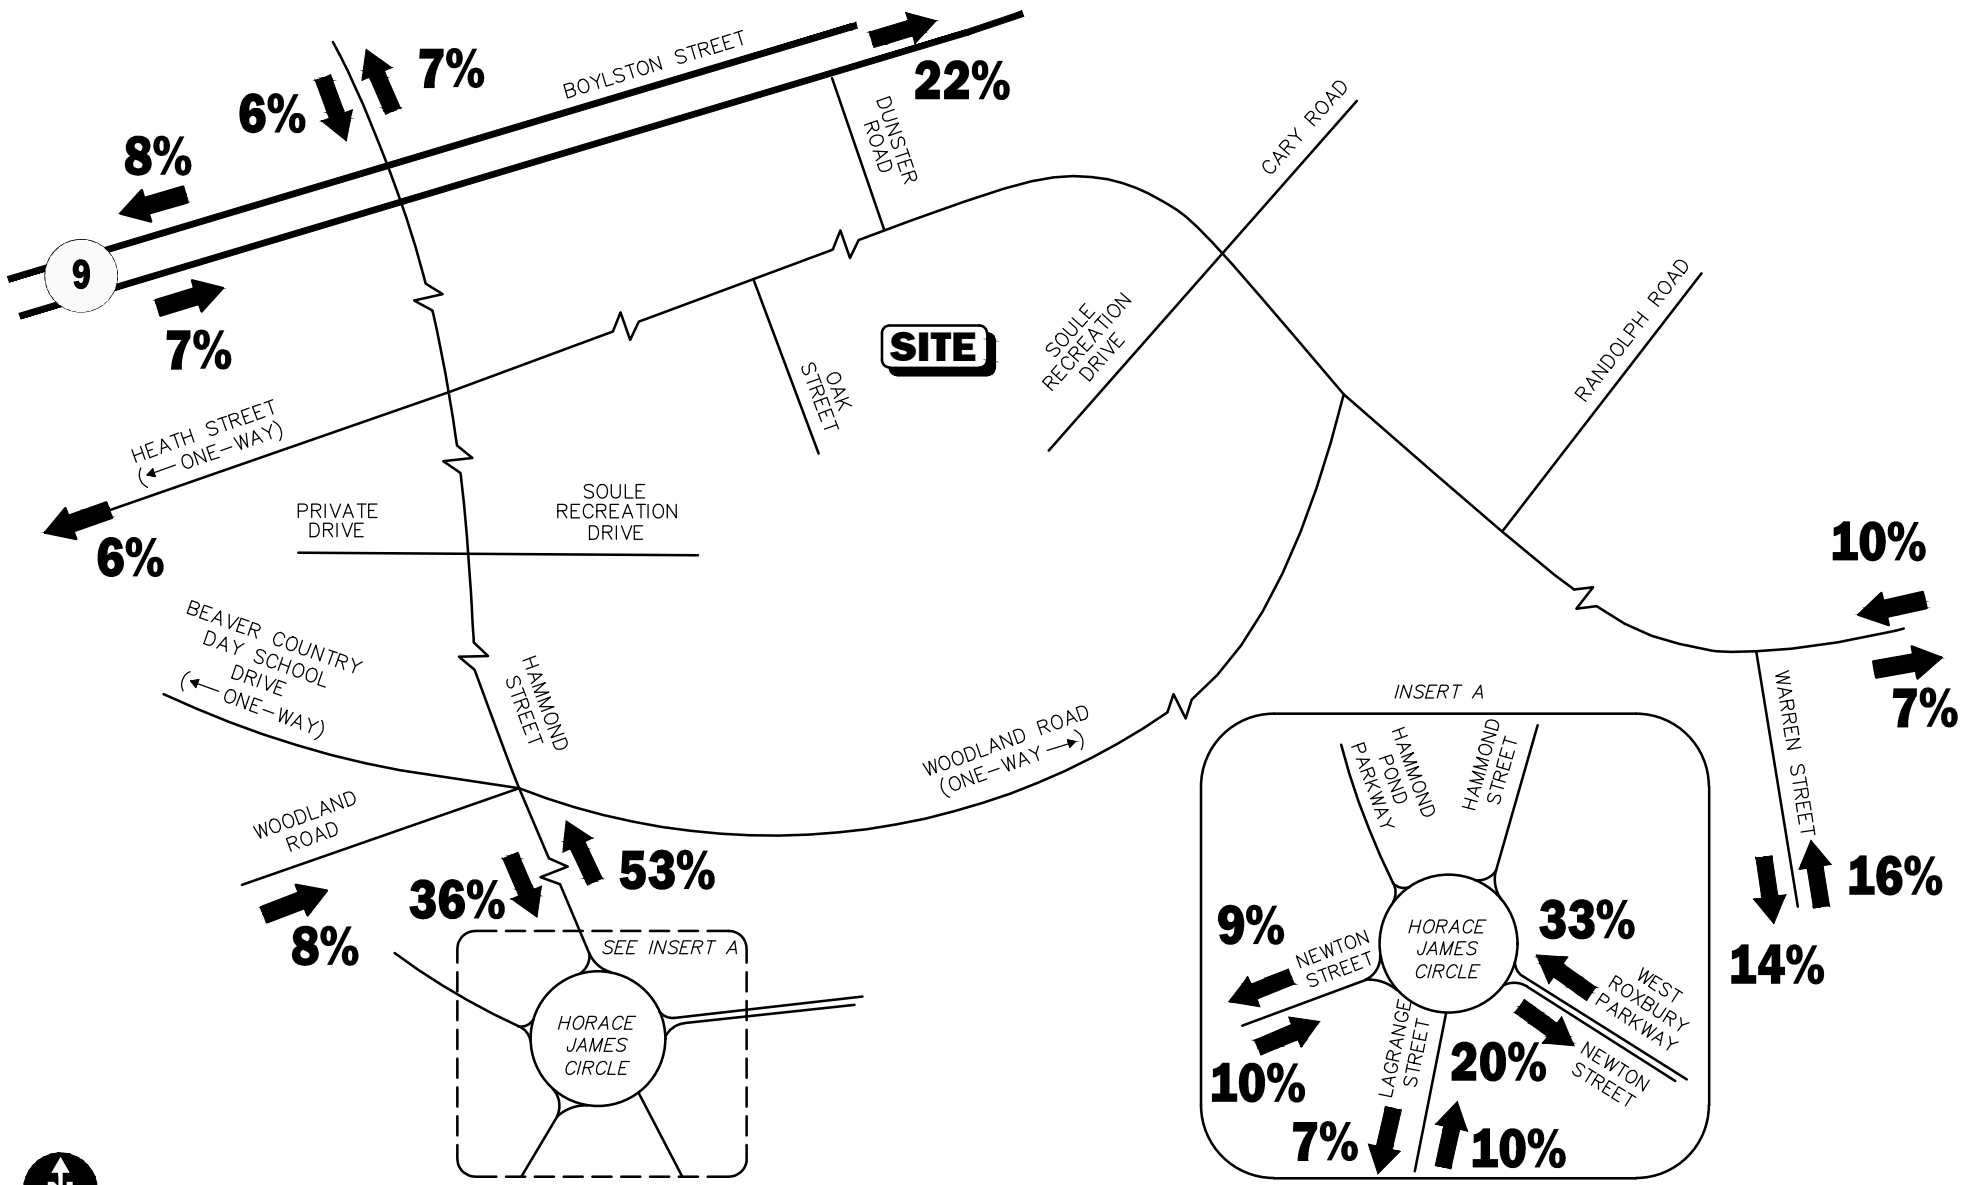 7%
6%
BOYLSTON STREET
22%
8%
9
7%
DUNSTER
ROAD
CARY ROAD
SITE
SOULE
RECREATION
DRIVE
RANDOLPH ROAD
OAK
STREET
HEATH STREET
(← ONE-WAY)
6%
PRIVATE
DRIVE
SOULE
RECREATION
DRIVE
10%
7%
BEAVER COUNTRY
DAY SCHOOL
DRIVE
(← ONE-WAY)
HAMMOND
STREET
WOODLAND ROAD
(ONE-WAY →)
WOODLAND
ROAD
8%
36%
53%
SEE INSERT A
HORACE
JAMES
CIRCLE
INSERT A
HAMMOND
POND
PARKWAY
HAMMOND
STREET
HORACE
JAMES
CIRCLE
9%
NEWTON
STREET
10%
33%
WEST
ROXBURY
PARKWAY
20%
NEWTON
STREET
LAGRANGE
STREET
7%
10%
WARREN STREET
16%
14%